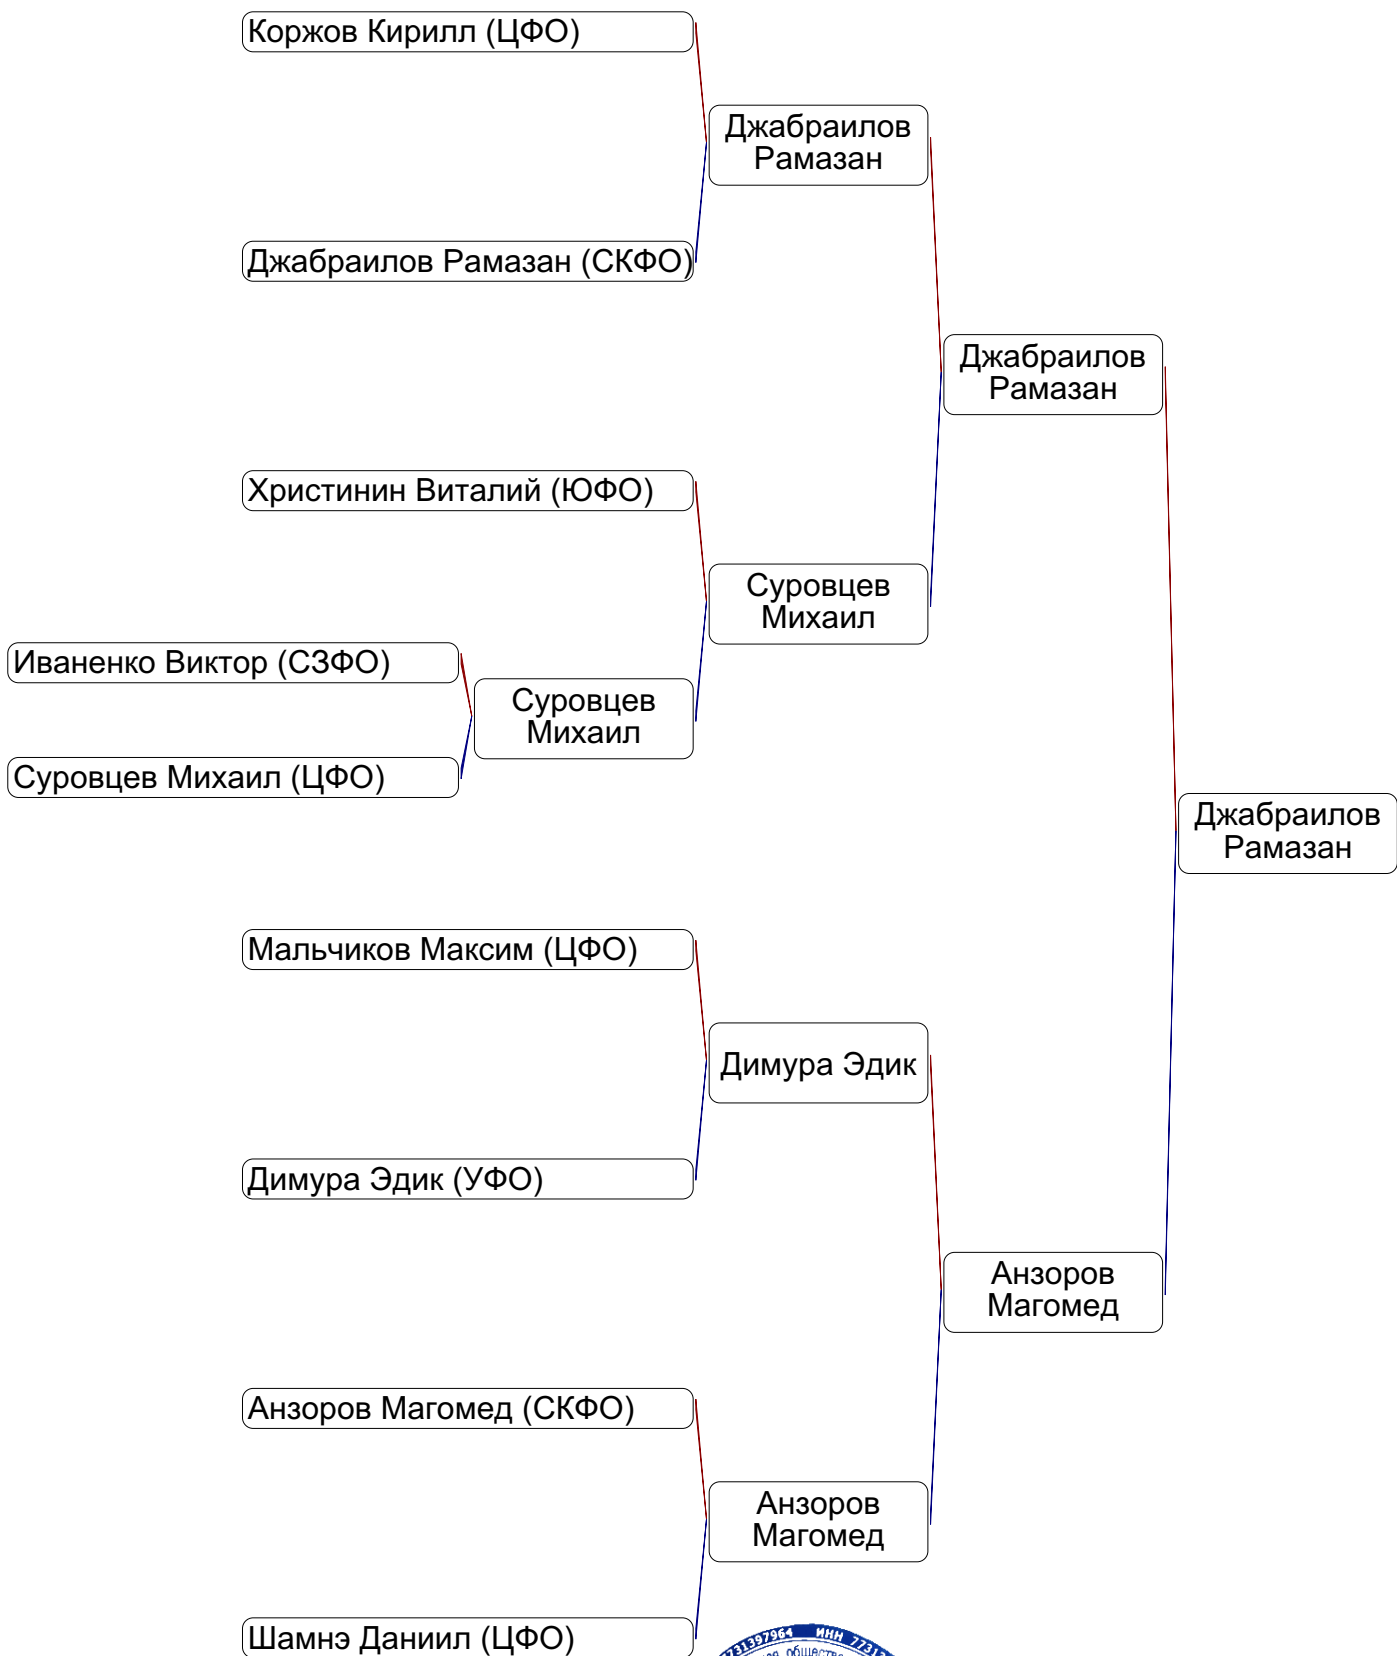 Коржов Кирилл (ЦФО)
Джабраилов
Рамазан
Джабраилов Рамазан (СКФО)
Джабраилов
Рамазан
Христинин Виталий (ЮФО)
Суровцев
Михаил
Иваненко Виктор (СЗФО)
Суровцев
Михаил
Суровцев Михаил (ЦФО)
Джабраилов
Рамазан
Мальчиков Максим (ЦФО)
Димура Эдик
Димура Эдик (УФО)
Анзоров
Магомед
Анзоров Магомед (СКФО)
Анзоров
Магомед
Шамнэ Даниил (ЦФО)
ИНН